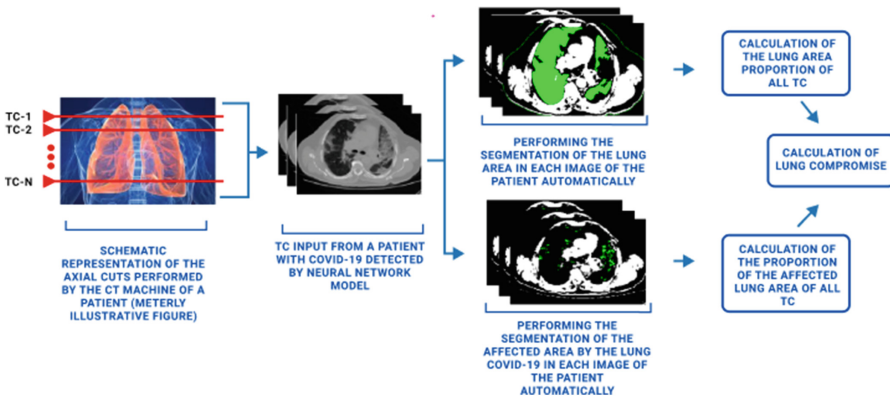 TC-1
TC-2
TC-N
SCHEMATIC
REPRESENTATION OF THE
AXIAL CUTS PERFORMED
BY THE CT MACHINE OF A
PATIENT (METERLY
ILLUSTRATIVE FIGURE)
TC INPUT FROM A PATIENT
WITH COVID-19 DETECTED
BY NEURAL NETWORK
MODEL
PERFORMING THE
SEGMENTATION OF THE LUNG
AREA IN EACH IMAGE OF THE
PATIENT AUTOMATICALLY
PERFORMING THE
SEGMENTATION OF THE
AFFECTED AREA BY THE LUNG
COVID-19 IN EACH IMAGE OF
THE PATIENT
AUTOMATICALLY
CALCULATION OF
THE LUNG AREA
PROPORTION OF
ALL TC
CALCULATION OF
LUNG COMPROMISE
CALCULATION OF
THE PROPORTION
OF THE AFFECTED
LUNG AREA OF ALL
TC